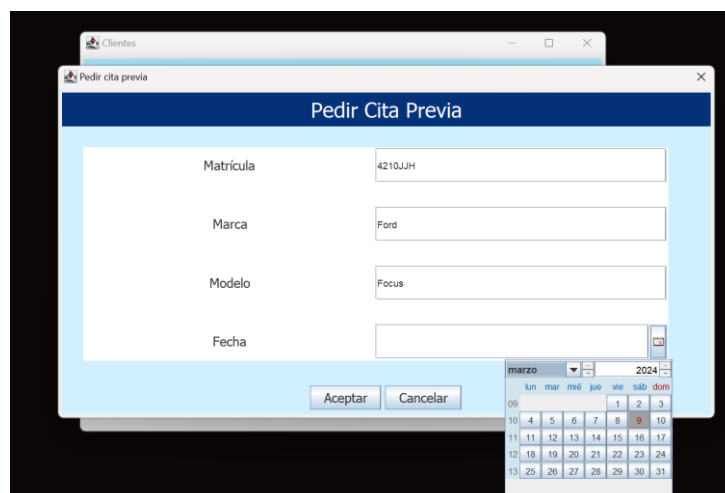 Clientes
Pedir cita previa
Pedir Cita Previa
Matrícula
4210JJH
Marca
Ford
Modelo
Focus
Fecha
Aceptar
Cancelar
marzo 2024
lun mar mié jue vie sáb dom
09 1 2 3
10 4 5 6 7 8 9 10
11 11 12 13 14 15 16 17
12 18 19 20 21 22 23 24
13 25 26 27 28 29 30 31